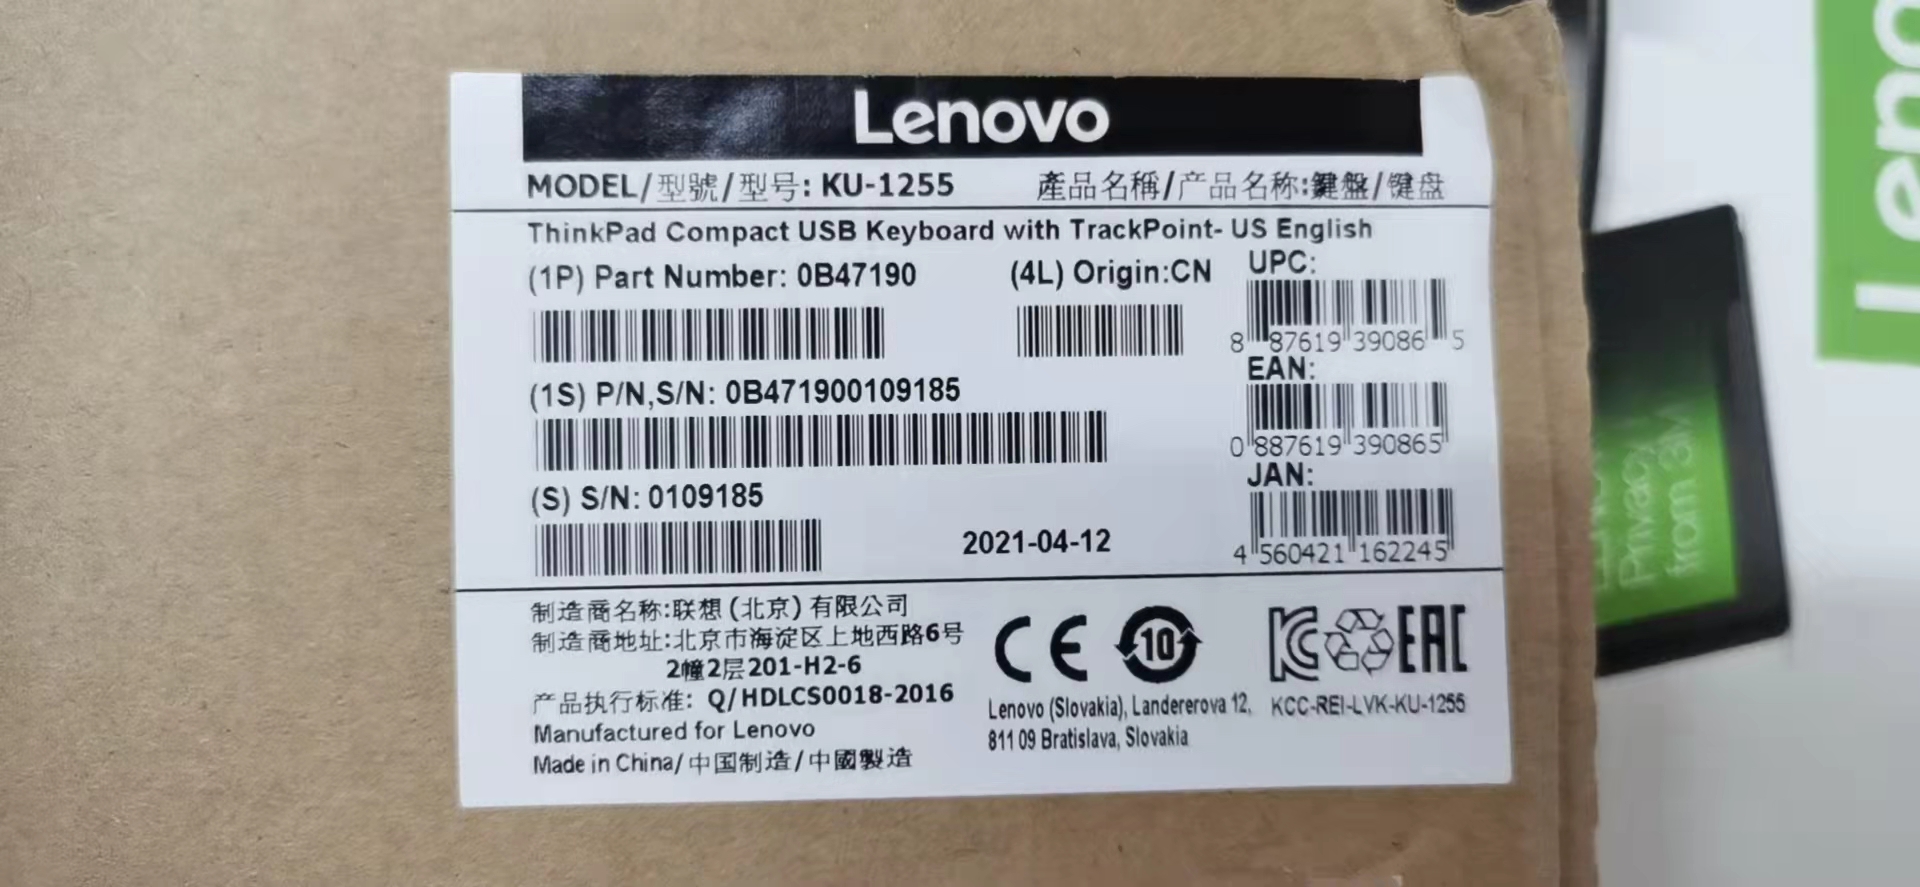 Lenovo
MODEL/型號/型号: KU-1255 產品名稱/产品名称:鍵盤/键盘
ThinkPad Compact USB Keyboard with TrackPoint- US English
(1P) Part Number: 0B47190
(4L) Origin:CN
UPC:
8 87619 39086 5
(1S) P/N,S/N: 0B471900109185
EAN:
0 887619 390865
(S) S/N: 0109185
2021-04-12
JAN:
4 560421 162245
制造商名称:联想(北京)有限公司
制造商地址:北京市海淀区上地西路6号
2幢2层201-H2-6
产品执行标准: Q/HDLCS0018-2016
Manufactured for Lenovo
Made in China/中国制造/中國製造
CE 10 KC EAC
Lenovo (Slovakia), Landererova 12,
811 09 Bratislava, Slovakia
KCC-REI-LVK-KU-1255
Leno
Privacy
from 3M